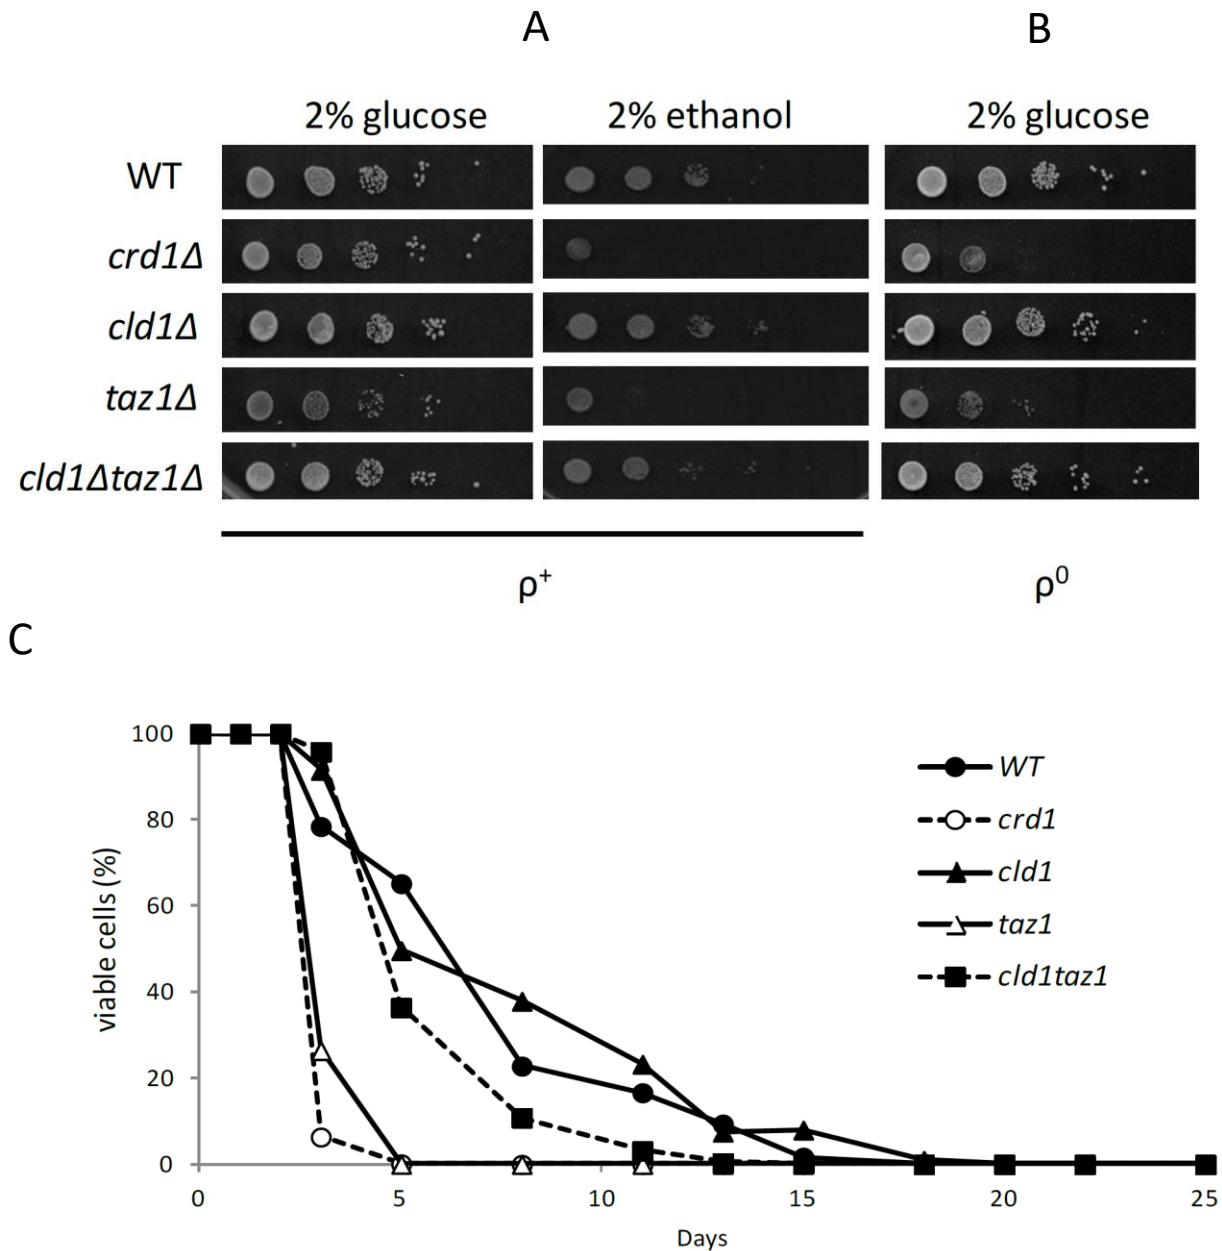 A
B
2% glucose
2% ethanol
2% glucose
WT
crd1Δ
cld1Δ
taz1Δ
cld1Δtaz1Δ
ρ⁺
ρ⁰
C
100
80
60
40
20
0
viable cells (%)
0
5
10
15
20
25
Days
WT
crd1
cld1
taz1
cld1taz1